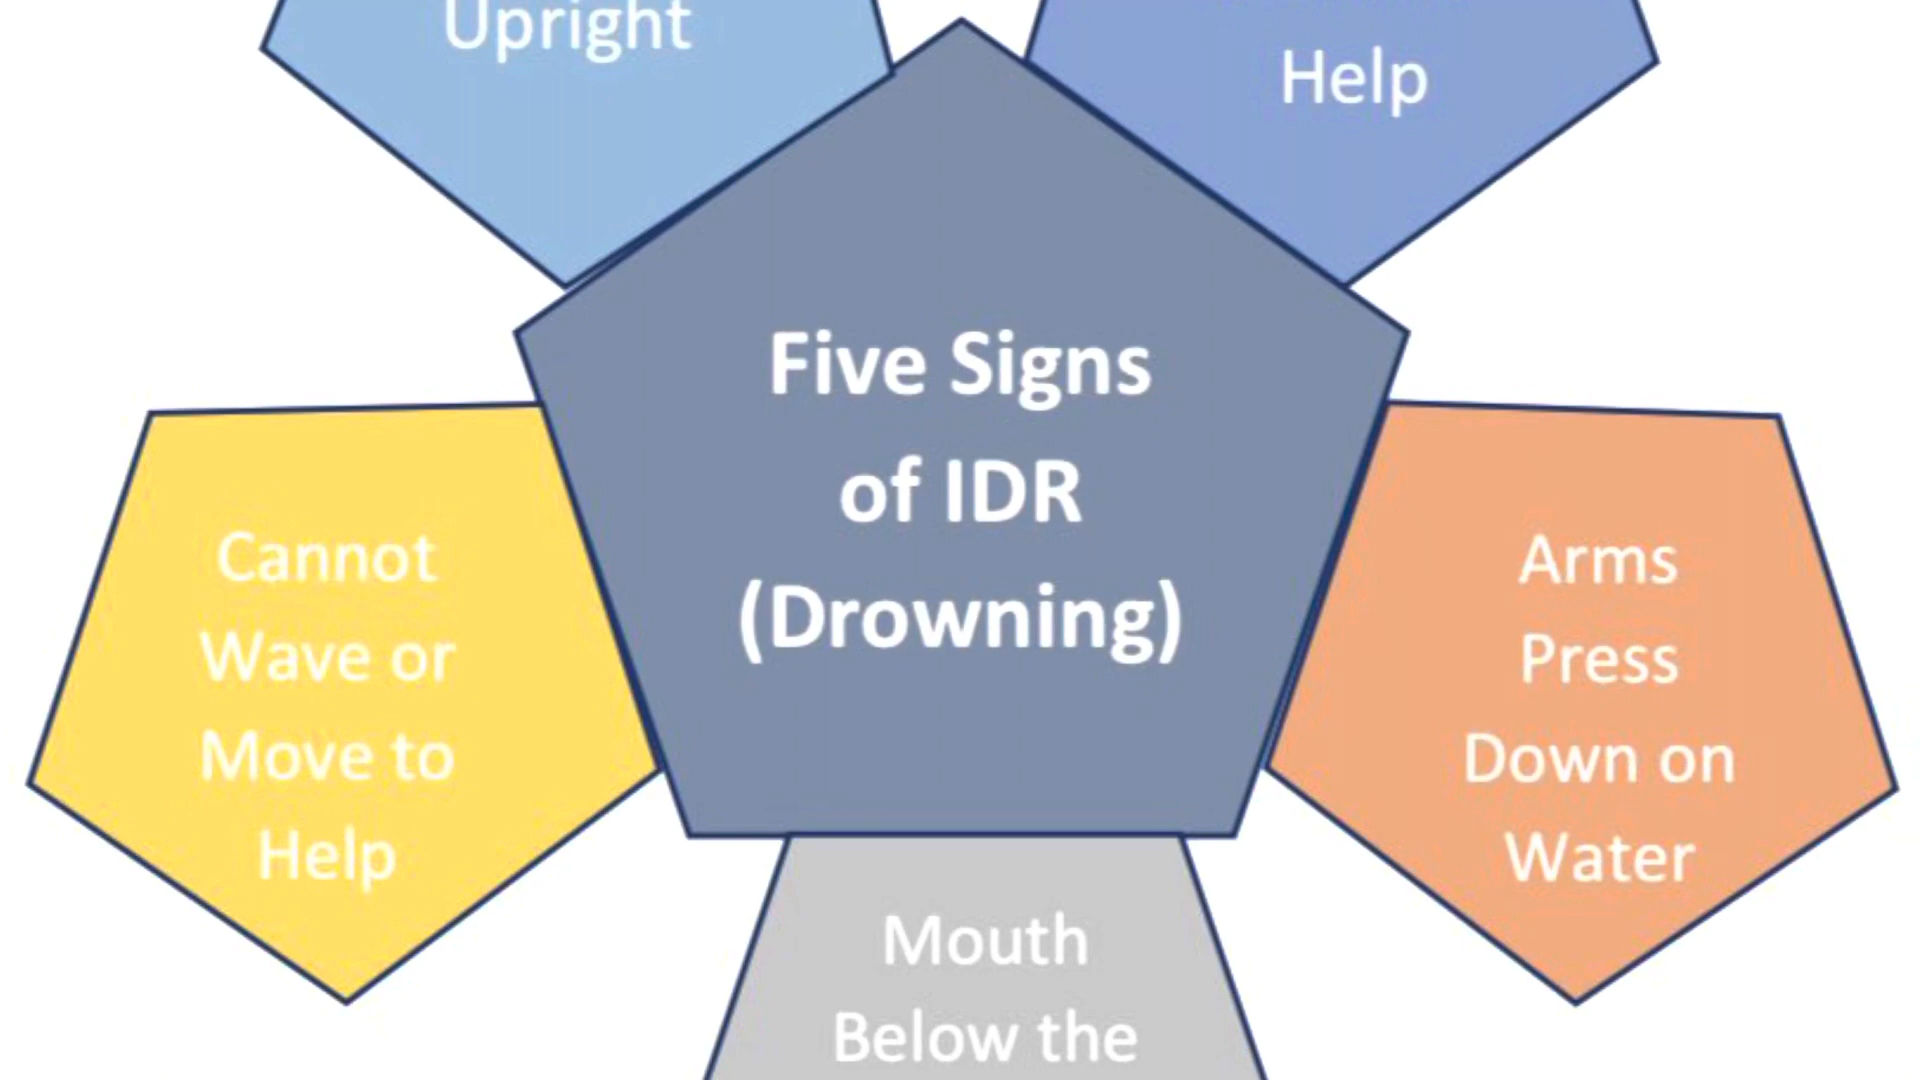 Upright
Help
Five Signs
of IDR
(Drowning)
Cannot
Wave or
Move to
Help
Arms
Press
Down on
Water
Mouth
Below the